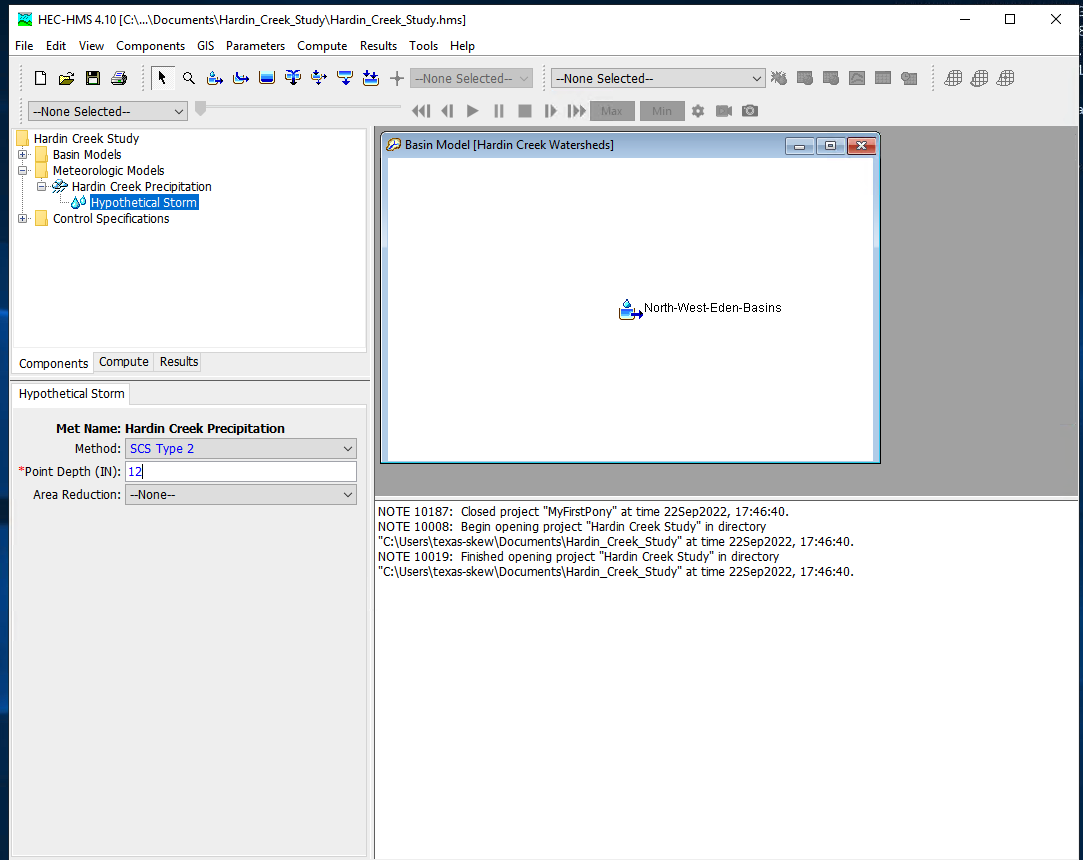 HEC-HMS 4.10 [C:\...\Documents\Hardin_Creek_Study\Hardin_Creek_Study.hms]
File Edit View Components GIS Parameters Compute Results Tools Help
--None Selected-- --None Selected--
--None Selected-- Max Min
Hardin Creek Study
Basin Models
Meteorologic Models
Hardin Creek Precipitation
Hypothetical Storm
Control Specifications
Components Compute Results
Hypothetical Storm
Met Name: Hardin Creek Precipitation
Method: SCS Type 2
*Point Depth (IN): 12
Area Reduction: --None--
Basin Model [Hardin Creek Watersheds]
North-West-Eden-Basins
NOTE 10187: Closed project "MyFirstPony" at time 22Sep2022, 17:46:40.
NOTE 10008: Begin opening project "Hardin Creek Study" in directory
"C:\Users\texas-skew\Documents\Hardin_Creek_Study" at time 22Sep2022, 17:46:40.
NOTE 10019: Finished opening project "Hardin Creek Study" in directory
"C:\Users\texas-skew\Documents\Hardin_Creek_Study" at time 22Sep2022, 17:46:40.